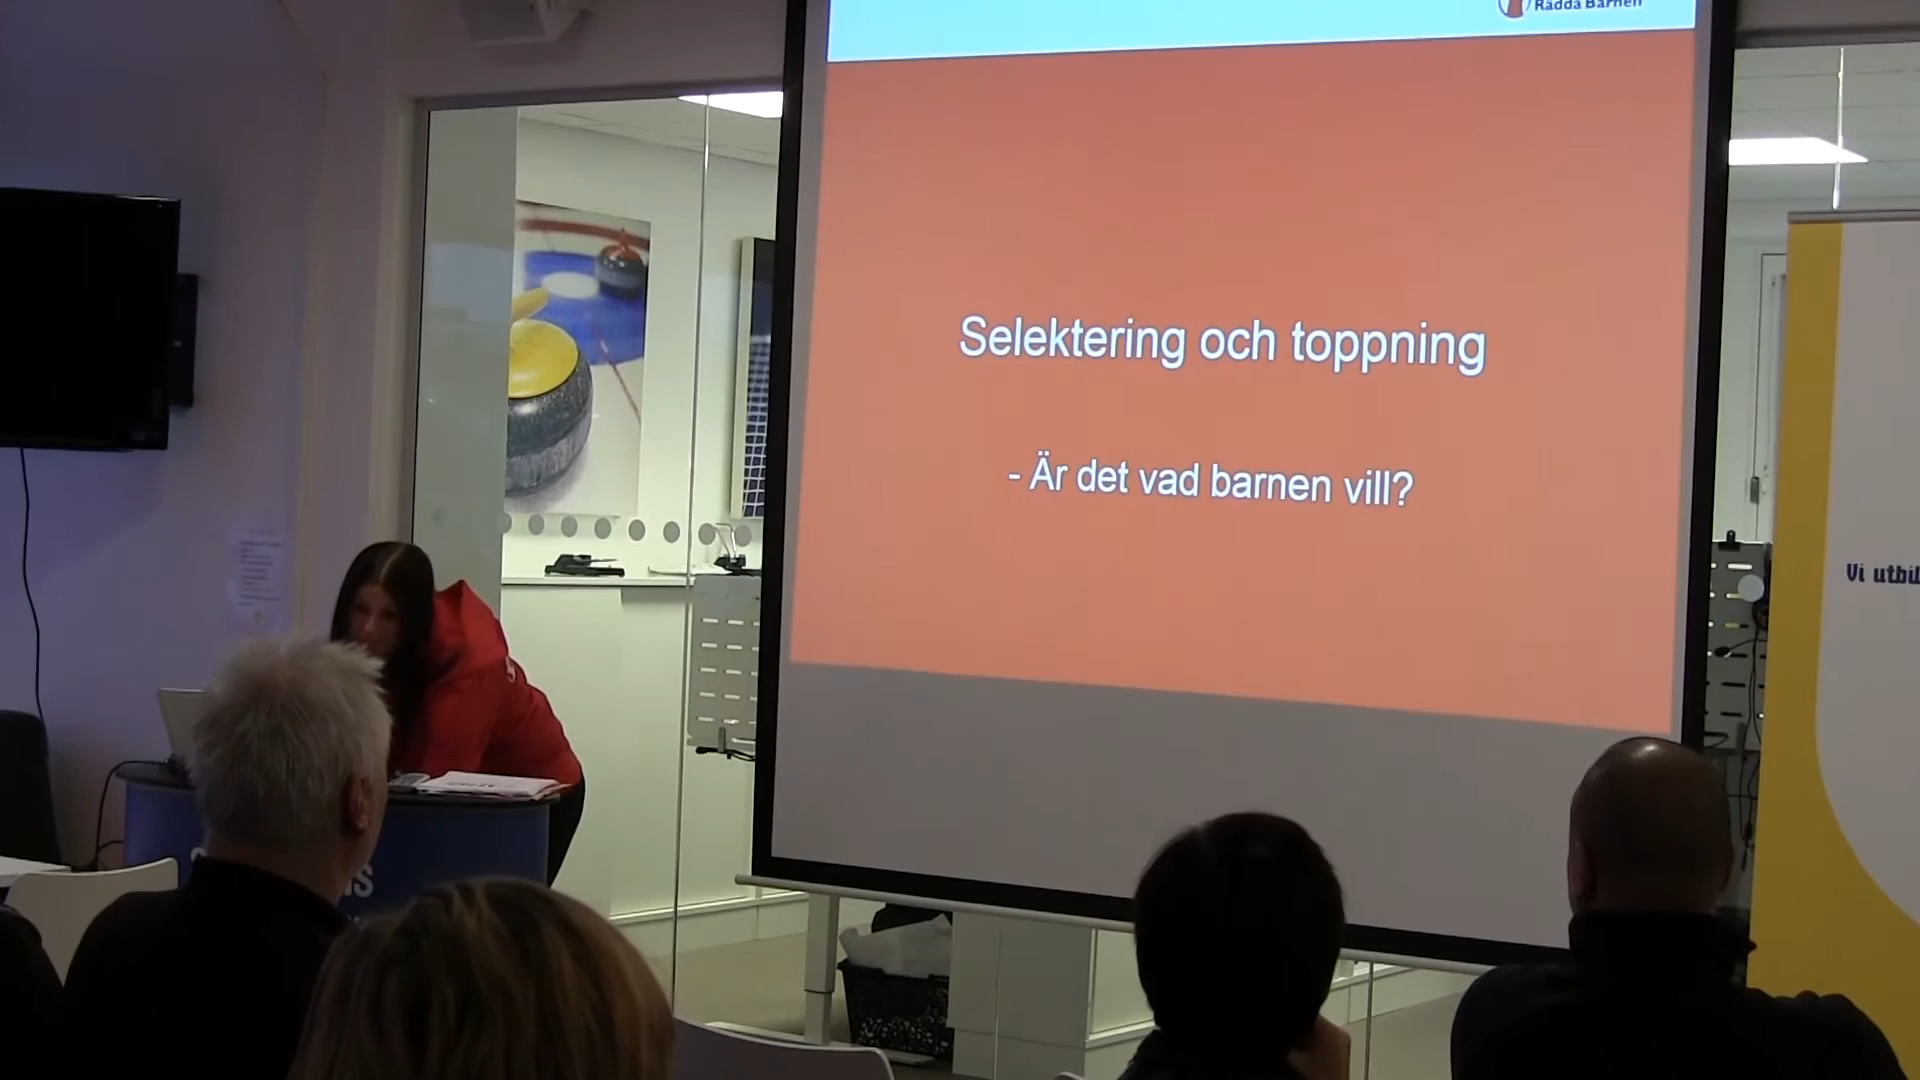 Rädda Barnen
Selektering och toppning
- Är det vad barnen vill?
Vi utbil